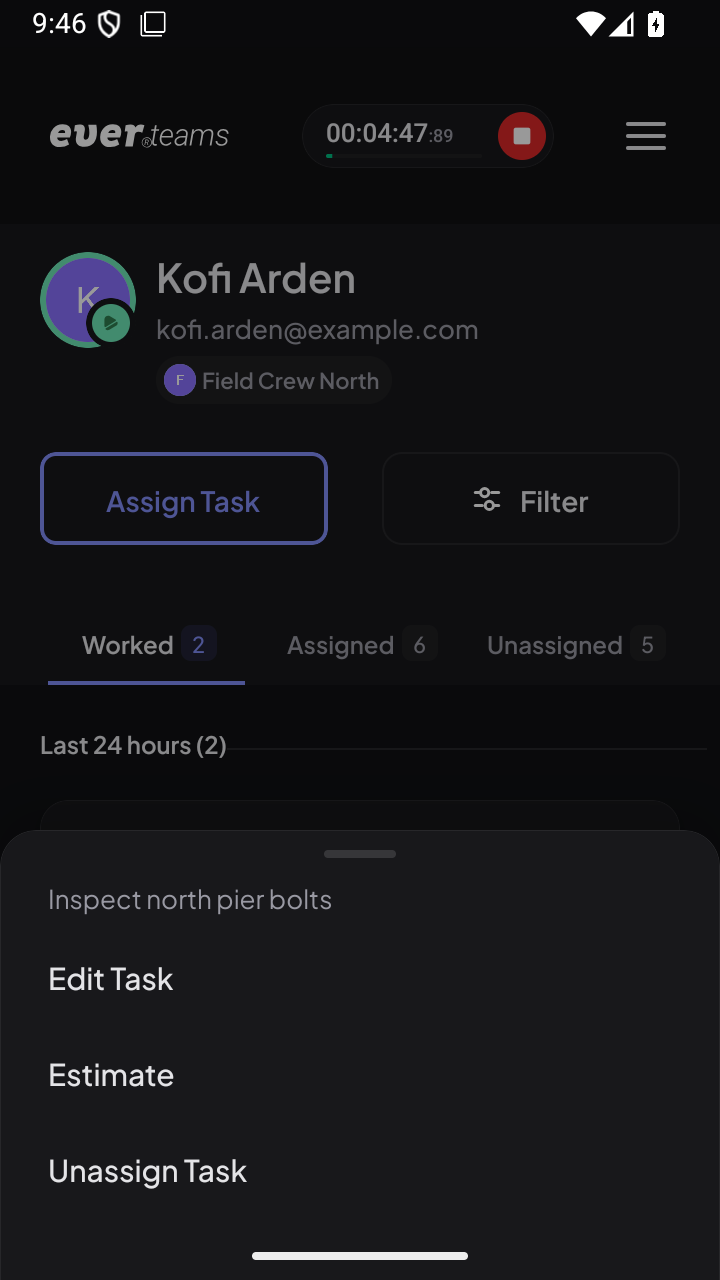 9:46
ever® teams
00:04:47:89
K
Kofi Arden
kofi.arden@example.com
F Field Crew North
Assign Task
Filter
Worked 2
Assigned 6
Unassigned 5
Last 24 hours (2)
Inspect north pier bolts
Edit Task
Estimate
Unassign Task